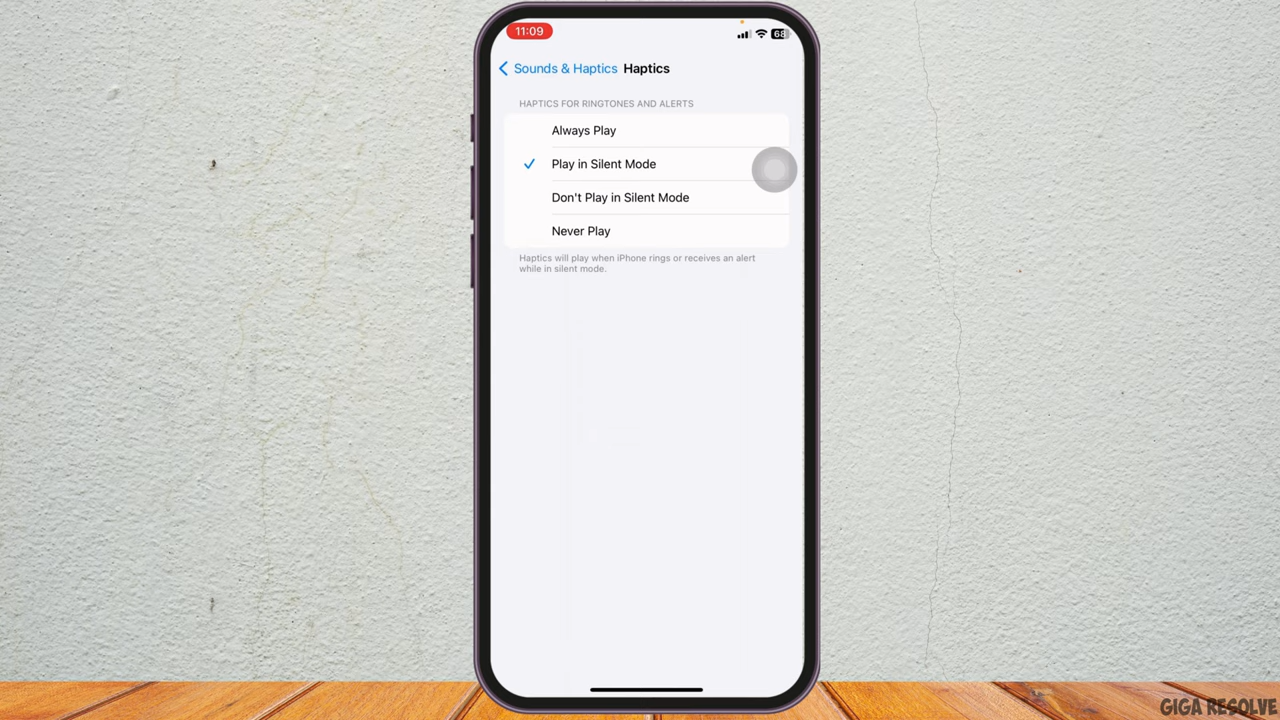 11:09
68
Sounds & Haptics Haptics
HAPTICS FOR RINGTONES AND ALERTS
Always Play
Play in Silent Mode
Don't Play in Silent Mode
Never Play
Haptics will play when iPhone rings or receives an alert
while in silent mode.
GIGA RESOLVE